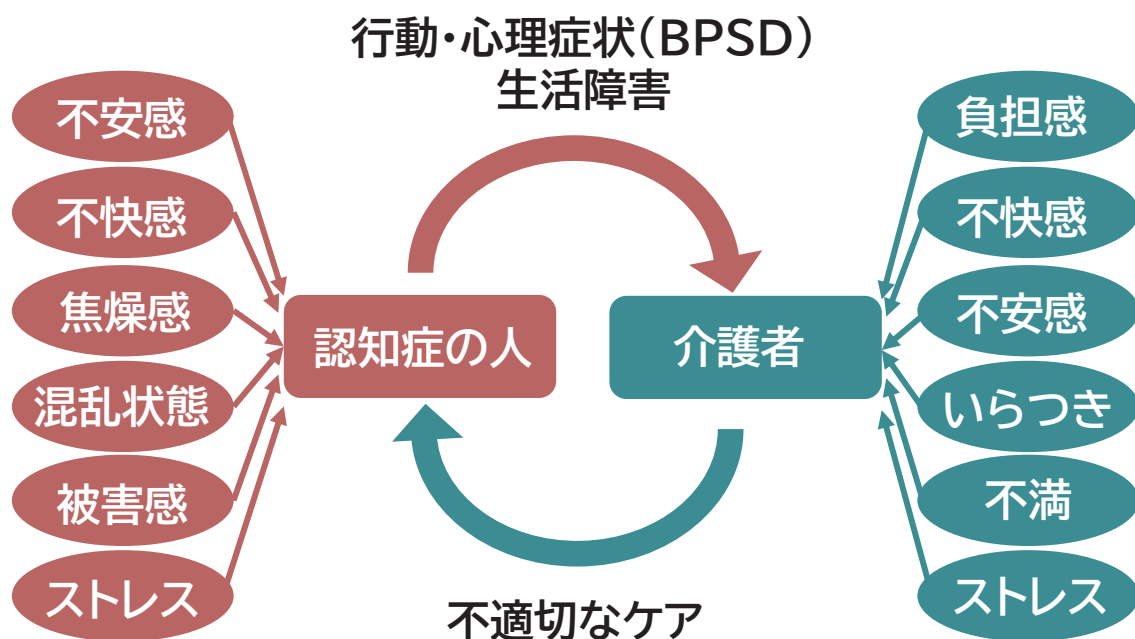 行動・心理症状(BPSD)
生活障害
不安感
不快感
焦燥感
混乱状態
被害感
ストレス
認知症の人
介護者
負担感
不快感
不安感
いらつき
不満
ストレス
不適切なケア